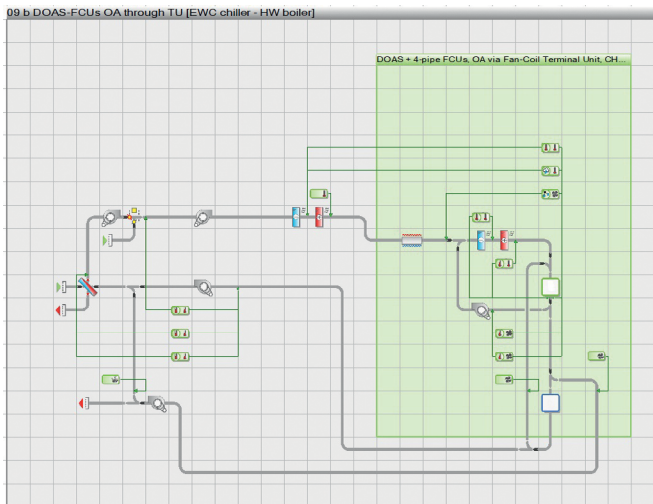 09 b DOAS-FCUs OA through TU [EWC chiller - HW boiler]
DOAS + 4-pipe FCUs, OA via Fan-Coil Terminal Unit, CH...